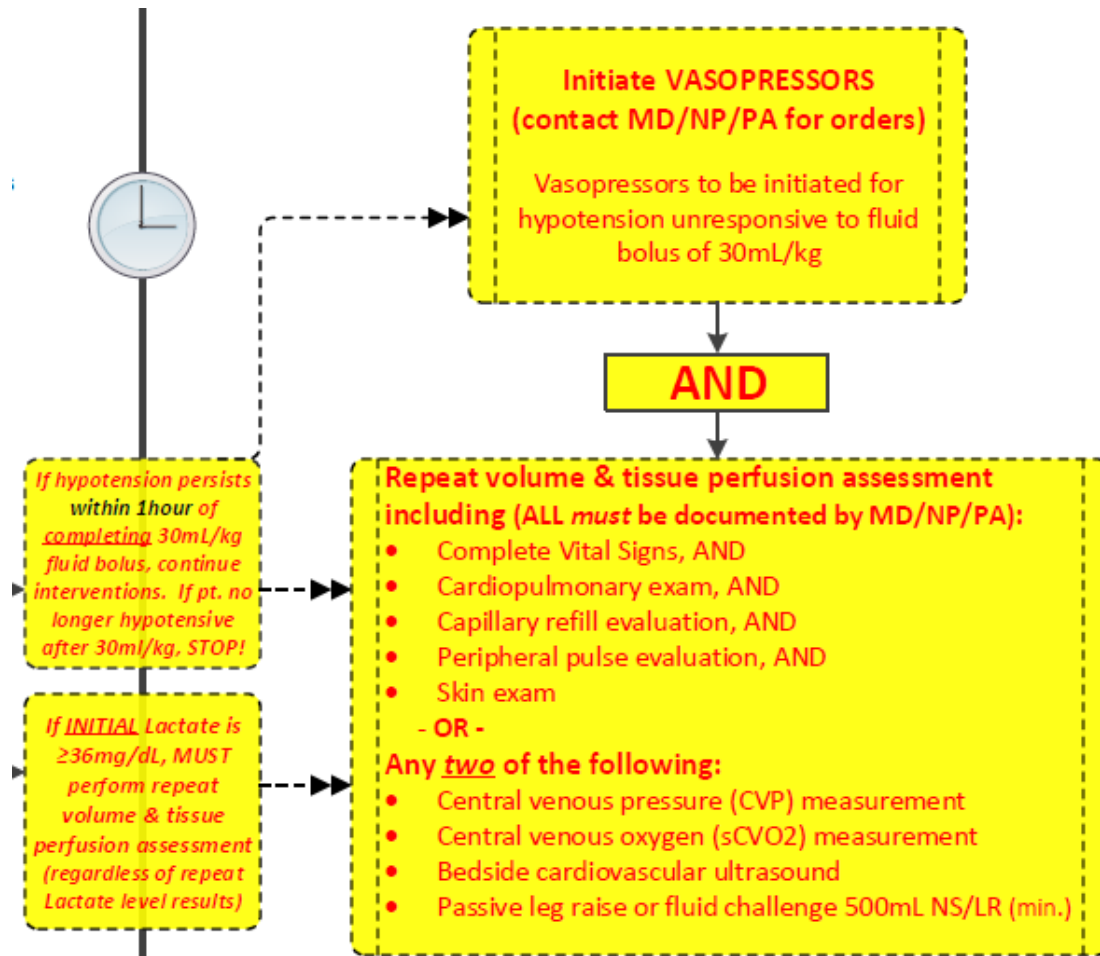 Initiate VASOPRESSORS
(contact MD/NP/PA for orders)
Vasopressors to be initiated for
hypotension unresponsive to fluid
bolus of 30mL/kg
AND
If hypotension persists
within 1hour of
completing 30mL/kg
fluid bolus, continue
interventions. If pt. no
longer hypotensive
after 30ml/kg, STOP!
If INITIAL Lactate is
≥36mg/dL, MUST
perform repeat
volume & tissue
perfusion assessment
(regardless of repeat
Lactate level results)
Repeat volume & tissue perfusion assessment
including (ALL must be documented by MD/NP/PA):
• Complete Vital Signs, AND
• Cardiopulmonary exam, AND
• Capillary refill evaluation, AND
• Peripheral pulse evaluation, AND
• Skin exam
- OR -
Any two of the following:
• Central venous pressure (CVP) measurement
• Central venous oxygen (sCVO2) measurement
• Bedside cardiovascular ultrasound
• Passive leg raise or fluid challenge 500mL NS/LR (min.)